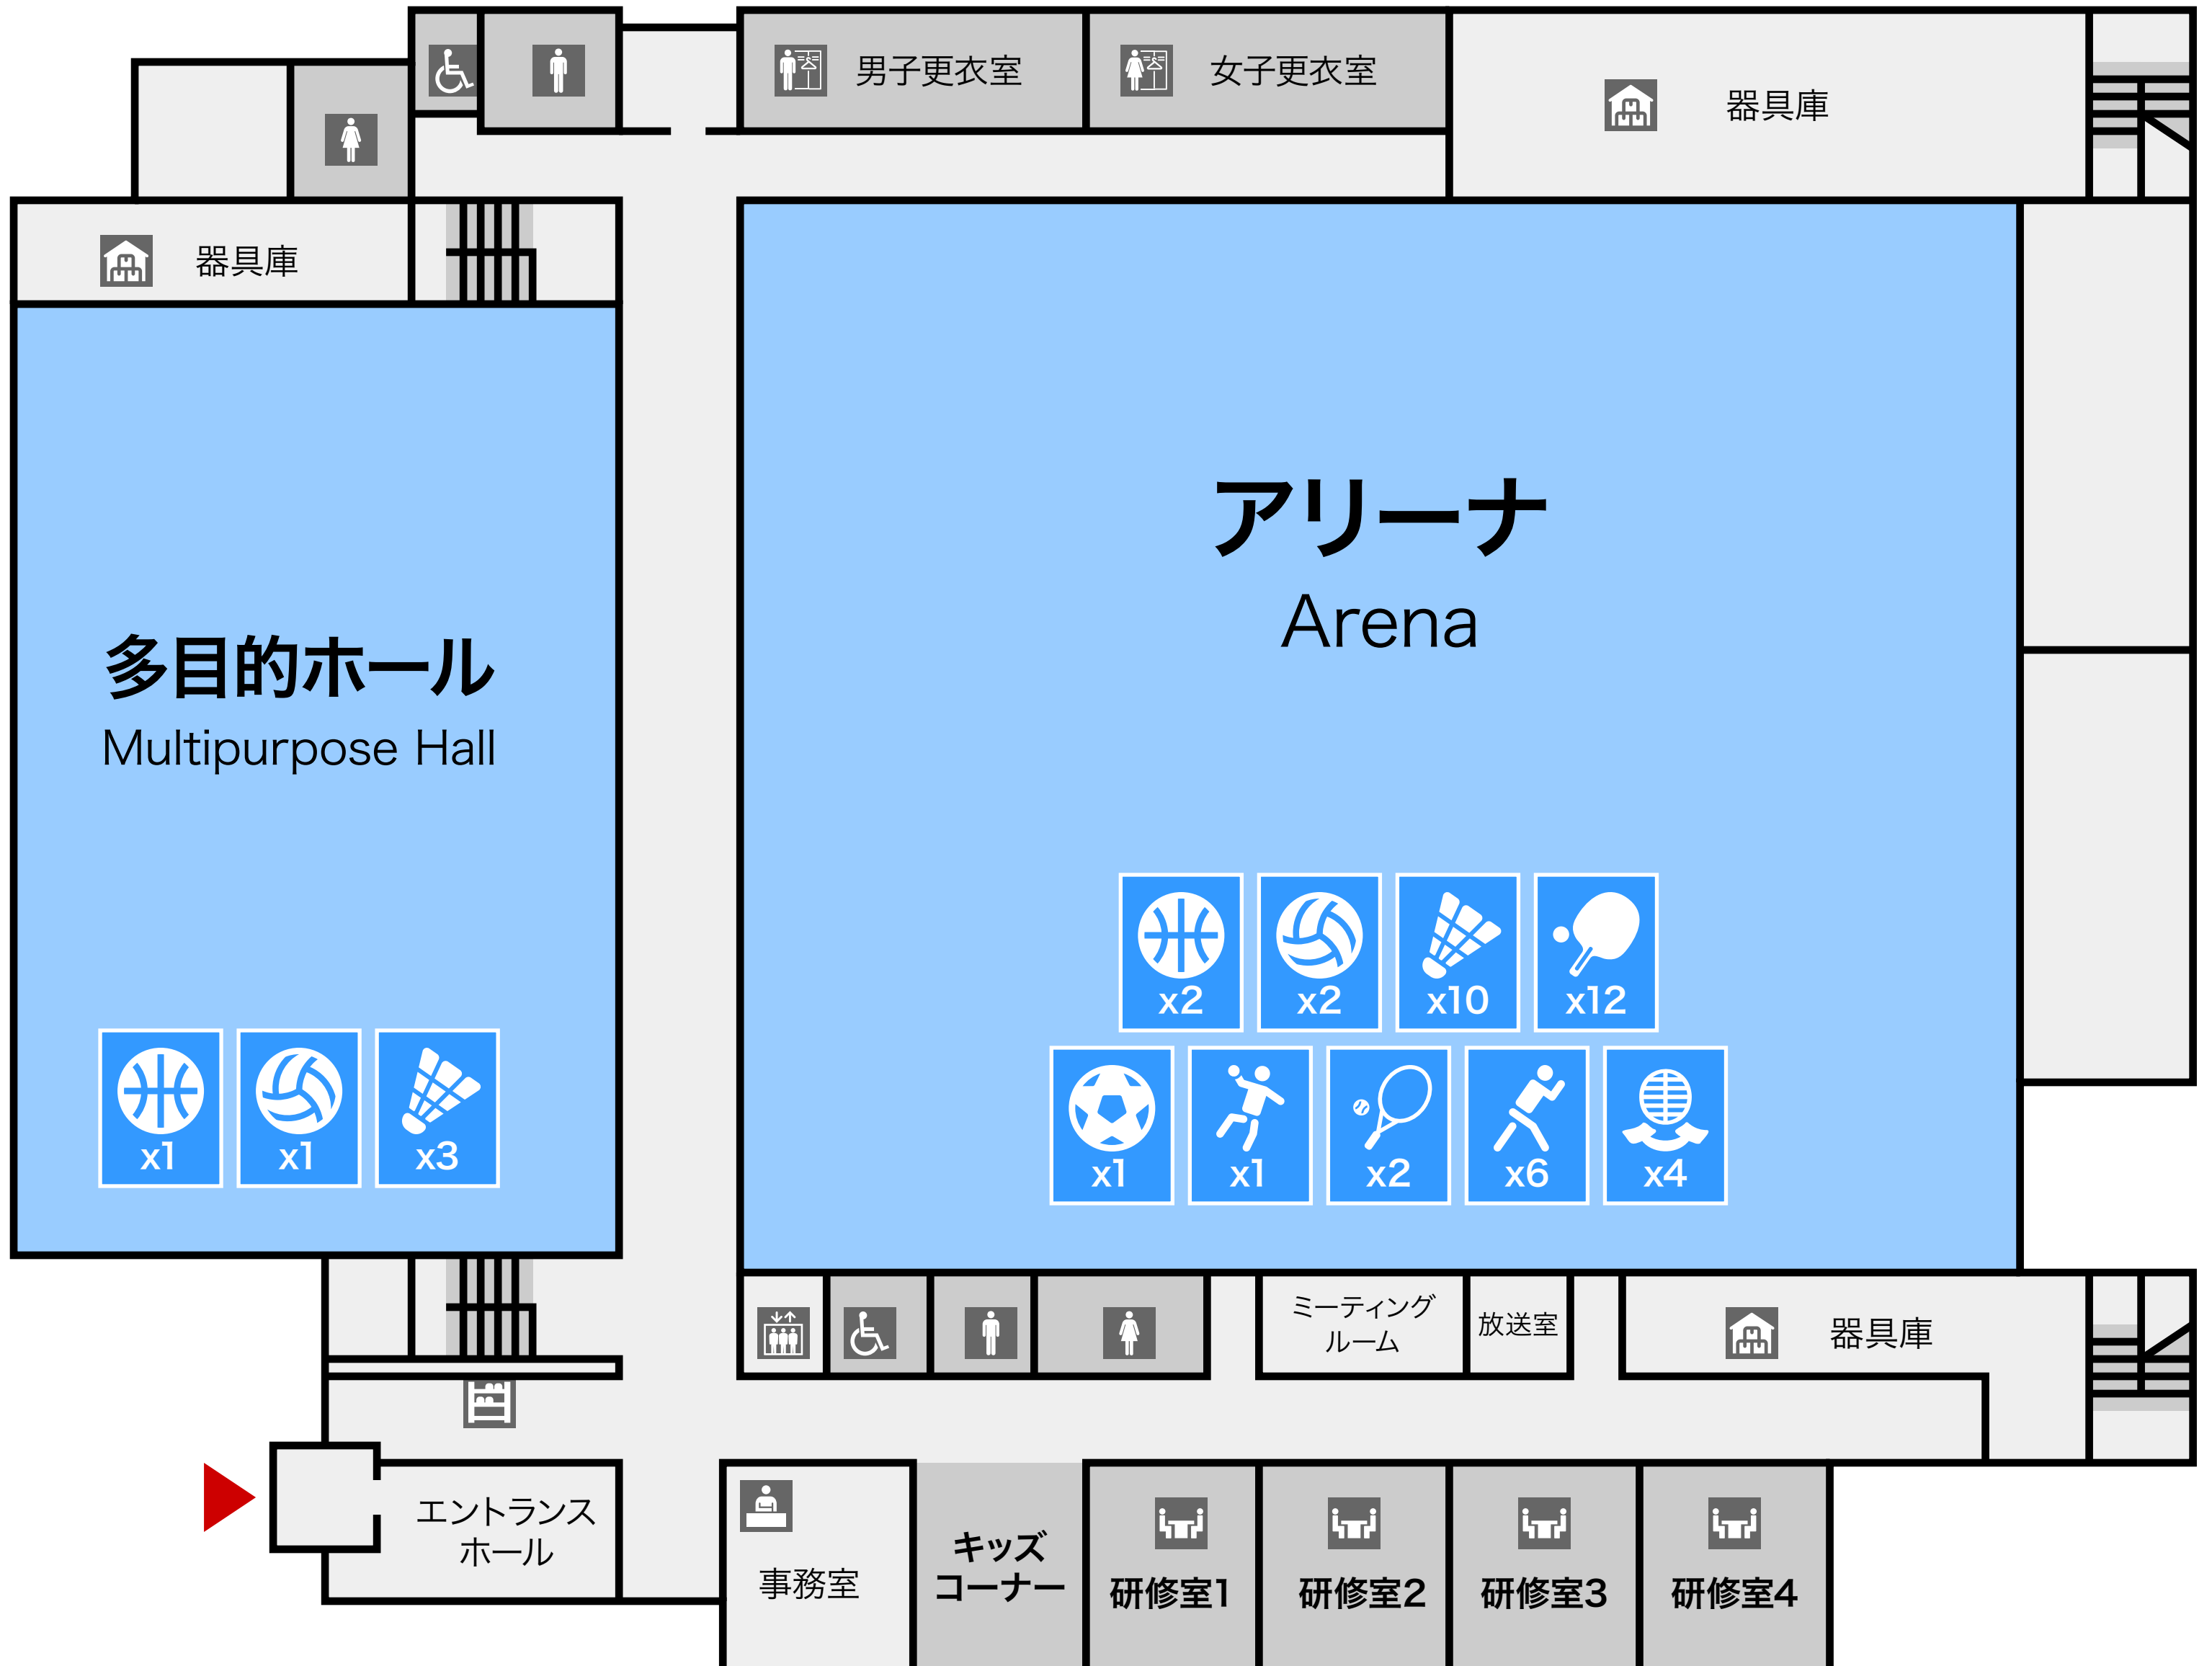 男子更衣室
女子更衣室
器具庫
器具庫
アリーナ
Arena
多目的ホール
Multipurpose Hall
x2
x2
x10
x12
x1
x1
x3
x1
x1
x2
x6
x4
ミーティング
ルーム
放送室
器具庫
エントランス
ホール
事務室
キッズ
コーナー
研修室1
研修室2
研修室3
研修室4